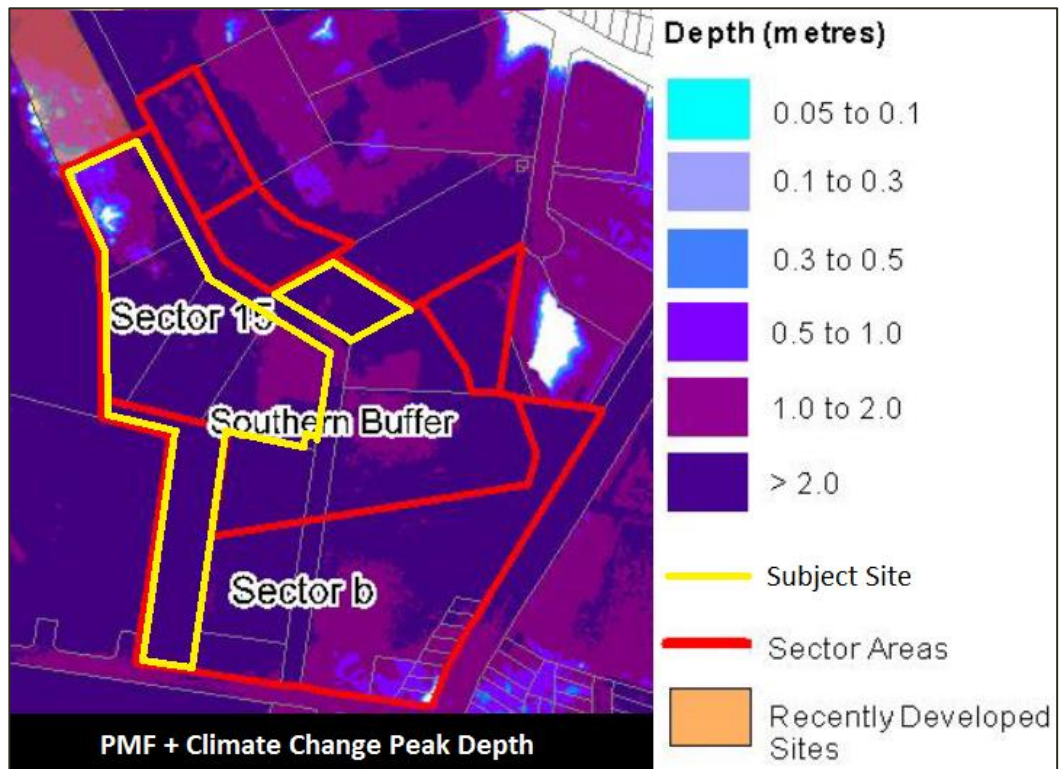 Sector 15
Southern Buffer
Sector b
PMF + Climate Change Peak Depth
Depth (metres)
0.05 to 0.1
0.1 to 0.3
0.3 to 0.5
0.5 to 1.0
1.0 to 2.0
> 2.0
Subject Site
Sector Areas
Recently Developed
Sites